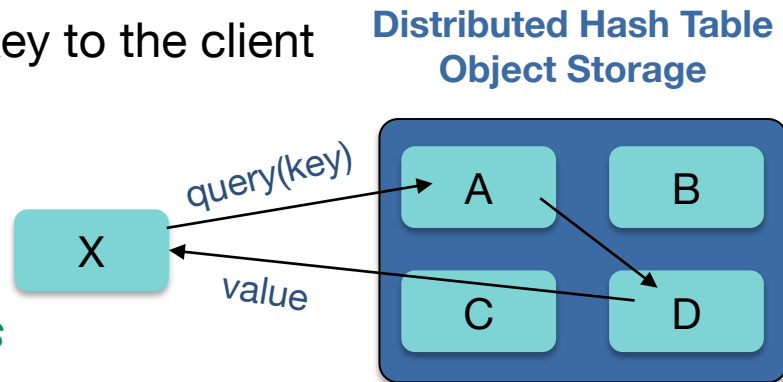 ey to the client
Distributed Hash Table
Object Storage
query(key)
A
B
X
value
C
D
s